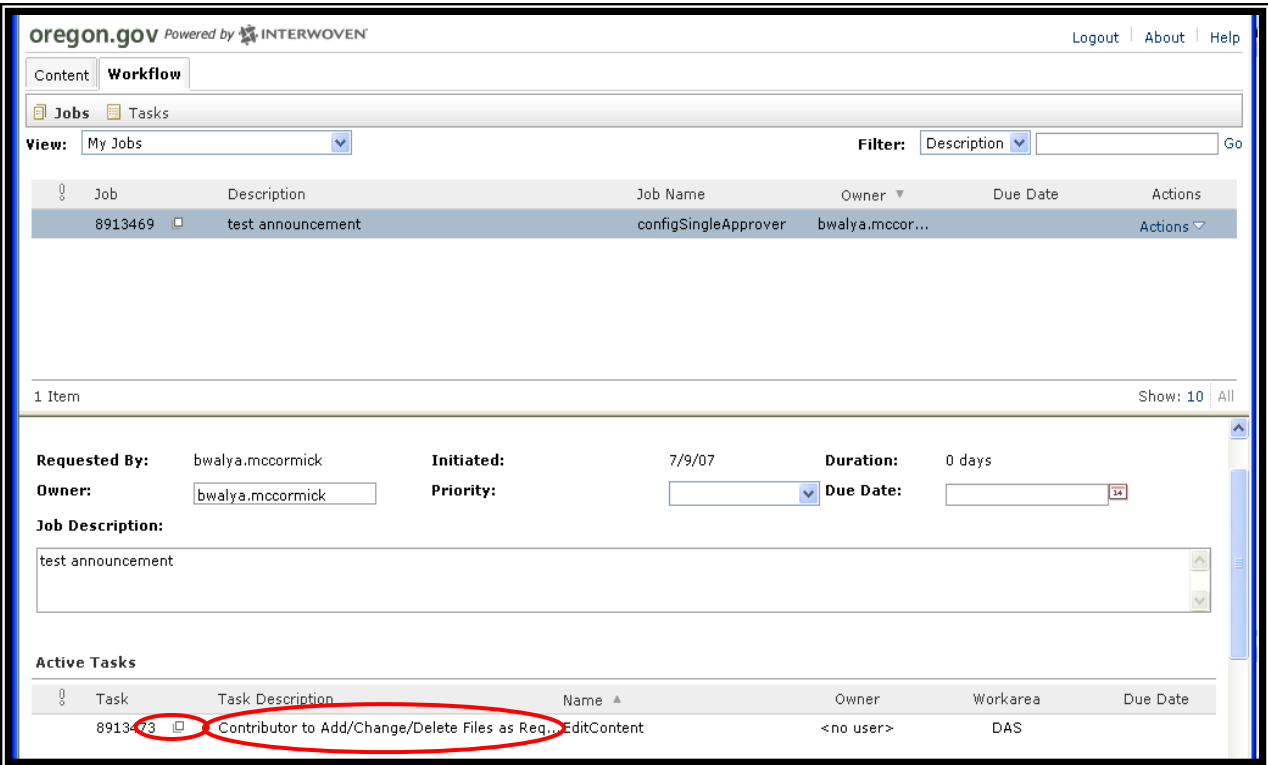 oregon.gov Powered by INTERWOVEN Logout About Help
Content Workflow
Jobs Tasks
View: My Jobs Filter: Description Go
Job Description Job Name Owner Due Date Actions
8913469 test announcement configSingleApprover bwalya.mccor... Actions
1 Item Show: 10 All
Requested By: bwalya.mccormick Initiated: 7/9/07 Duration: 0 days
Owner: bwalya.mccormick Priority: Due Date: 14
Job Description:
test announcement
Active Tasks
Task Task Description Name Owner Workarea Due Date
8913473 Contributor to Add/Change/Delete Files as Req...EditContent <no user> DAS